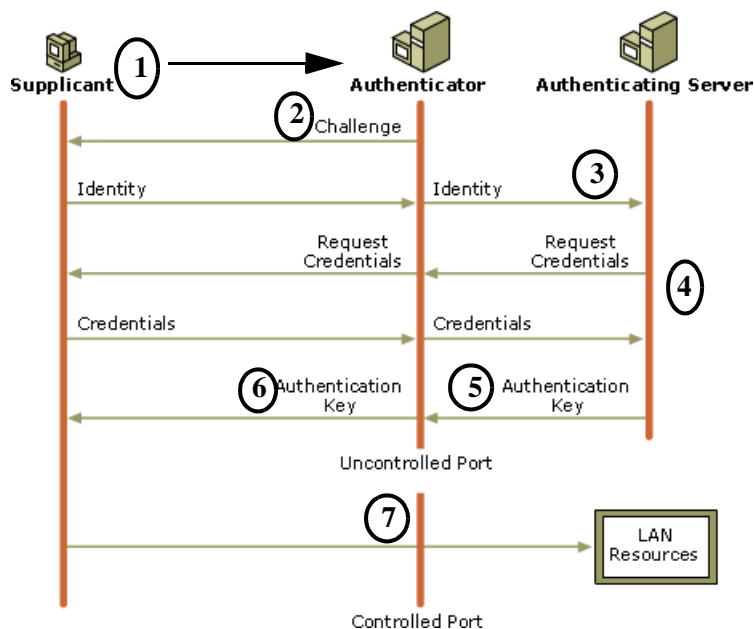 Supplicant
1
Authenticator
Authenticating Server
2
Challenge
Identity
Identity
3
Request
Credentials
Request
Credentials
4
Credentials
Credentials
6
Authentication
Key
5
Authentication
Key
Uncontrolled Port
7
LAN
Resources
Controlled Port